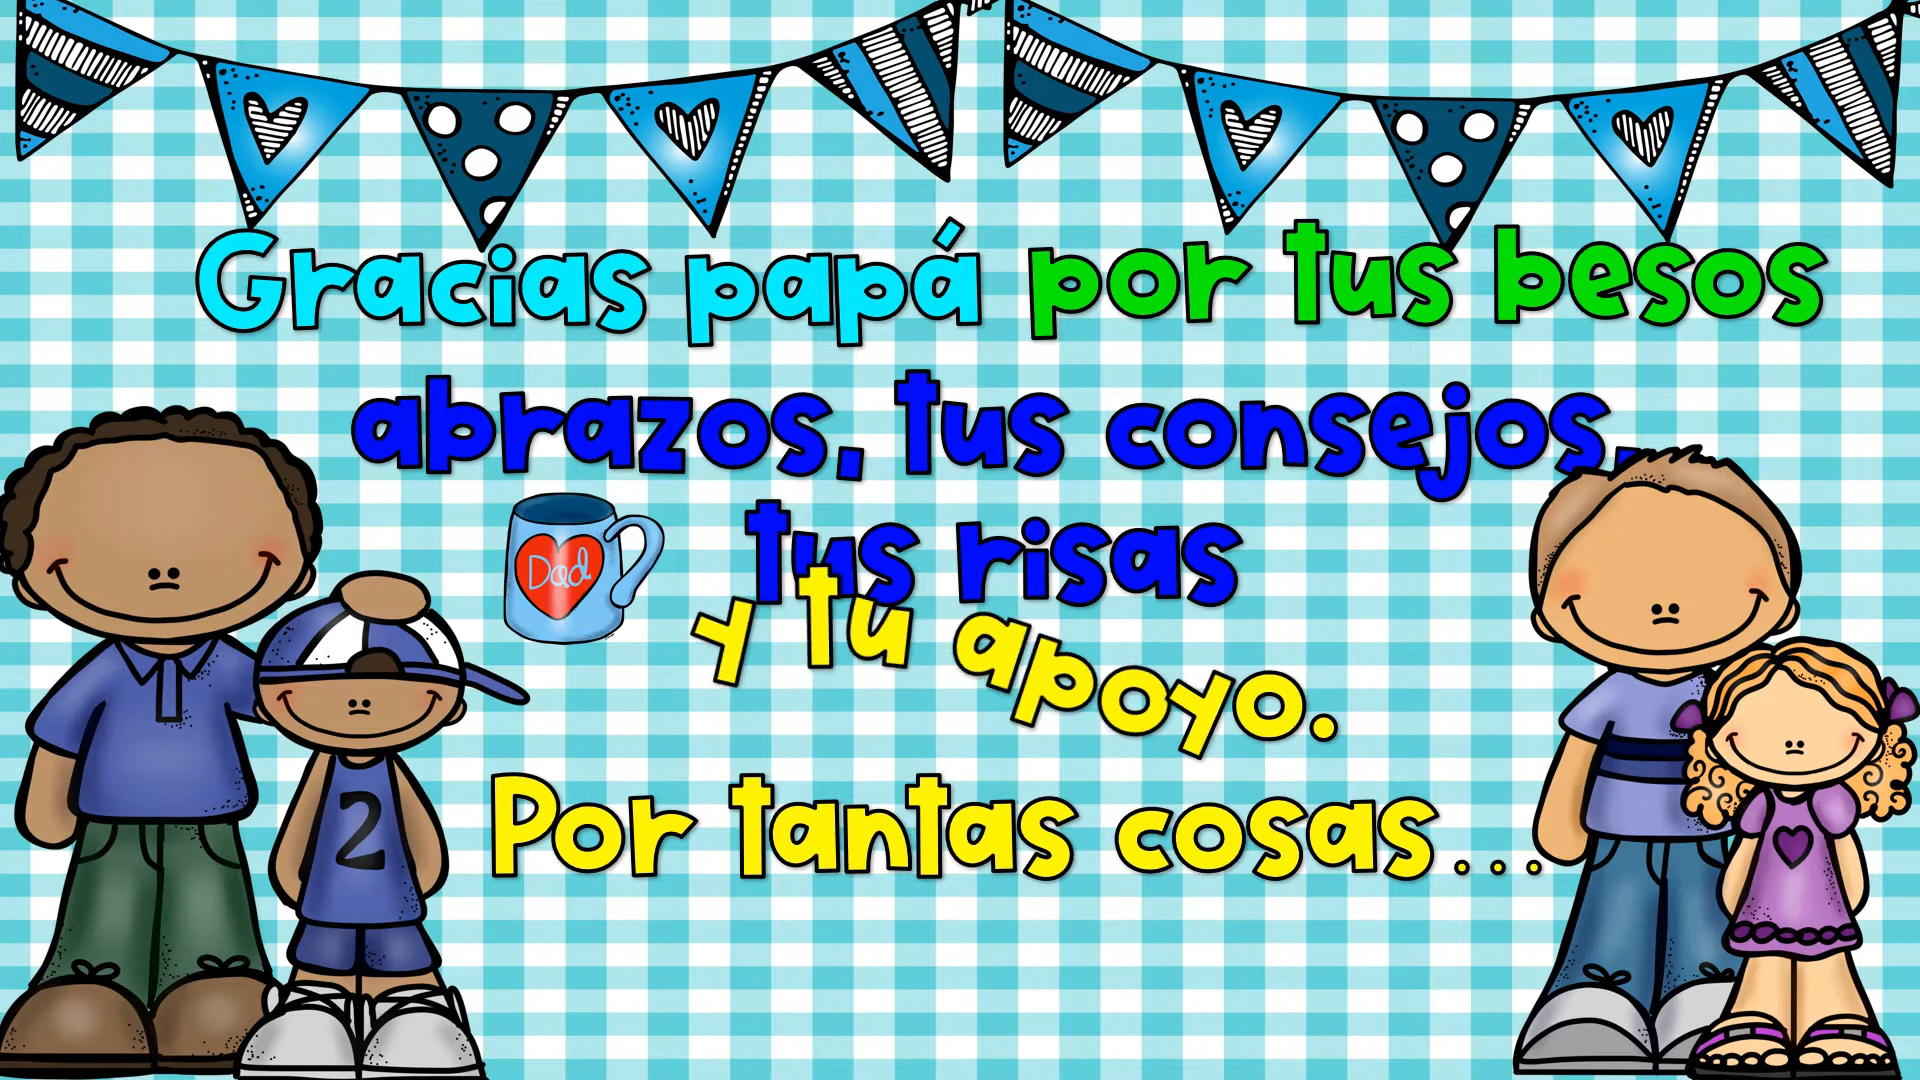 Gracias papá por tus besos
abrazos, tus consejos,
tus risas
Dad
y tu apoyo.
Por tantas cosas...
2